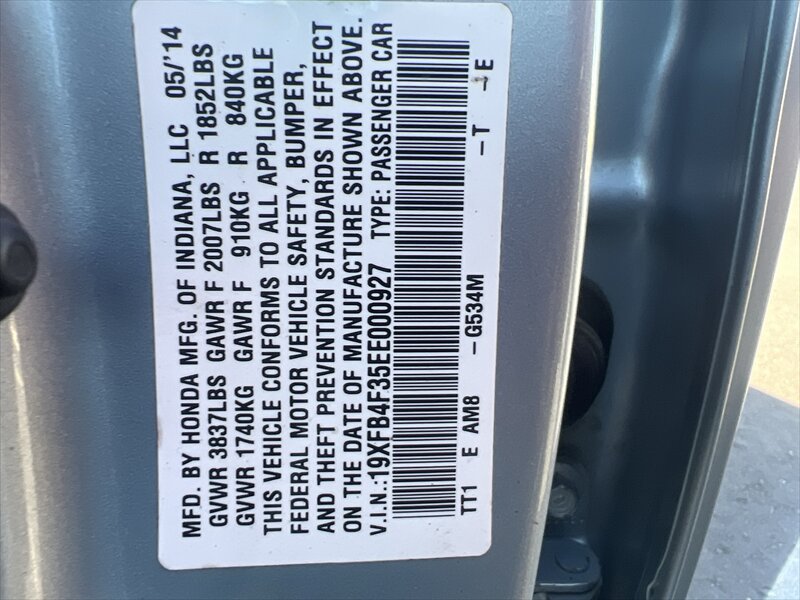 MFD. BY HONDA MFG. OF INDIANA, LLC 05/'14
GVWR 3837LBS GAWR F 2007LBS R 1852LBS
GVWR 1740KG GAWR F 910KG R 840KG
THIS VEHICLE CONFORMS TO ALL APPLICABLE
FEDERAL MOTOR VEHICLE SAFETY, BUMPER,
AND THEFT PREVENTION STANDARDS IN EFFECT
ON THE DATE OF MANUFACTURE SHOWN ABOVE.
V.I.N.:19XFB4F35EE000927 TYPE: PASSENGER CAR
TT1 E AM8 -G534M -T -E